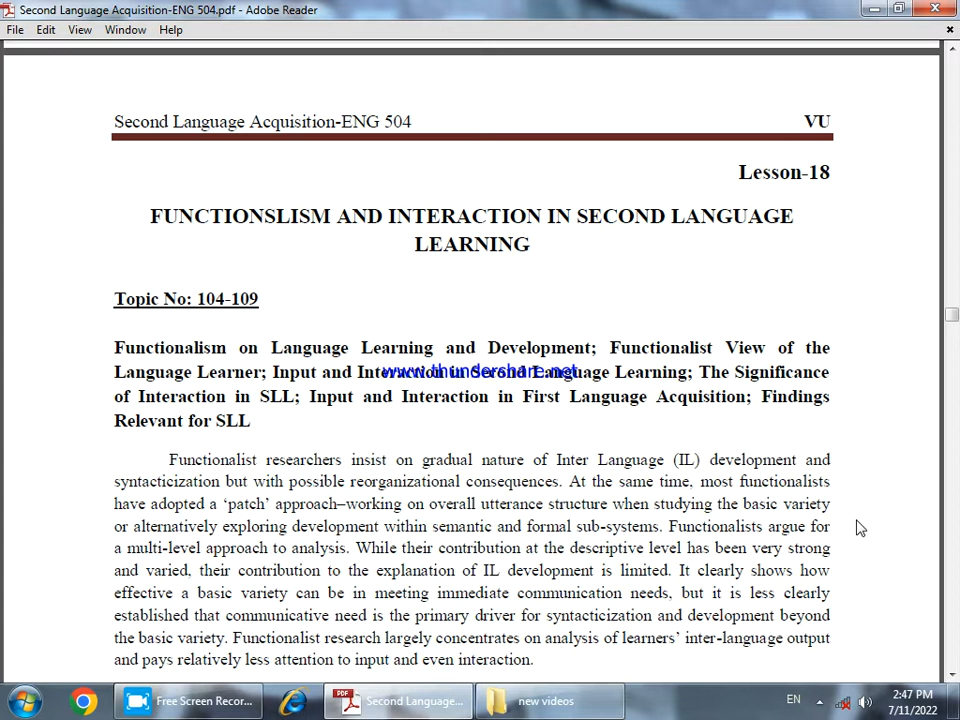 Second Language Acquisition-ENG 504.pdf - Adobe Reader
File Edit View Window Help
Second Language Acquisition-ENG 504 VU
Lesson-18
FUNCTIONSLISM AND INTERACTION IN SECOND LANGUAGE
LEARNING
Topic No: 104-109
Functionalism on Language Learning and Development; Functionalist View of the
Language Learner; Input and Interaction in Second Language Learning; The Significance
www.thundershare.net
of Interaction in SLL; Input and Interaction in First Language Acquisition; Findings
Relevant for SLL
Functionalist researchers insist on gradual nature of Inter Language (IL) development and
syntacticization but with possible reorganizational consequences. At the same time, most functionalists
have adopted a ‘patch’ approach–working on overall utterance structure when studying the basic variety
or alternatively exploring development within semantic and formal sub-systems. Functionalists argue for
a multi-level approach to analysis. While their contribution at the descriptive level has been very strong
and varied, their contribution to the explanation of IL development is limited. It clearly shows how
effective a basic variety can be in meeting immediate communication needs, but it is less clearly
established that communicative need is the primary driver for syntacticization and development beyond
the basic variety. Functionalist research largely concentrates on analysis of learners’ inter-language output
and pays relatively less attention to input and even interaction.
Free Screen Recor... Second Language... new videos EN 2:47 PM
7/11/2022